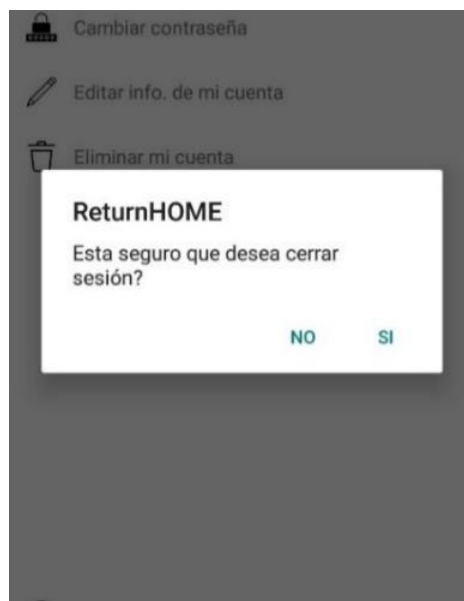 Cambiar contraseña
Editar info. de mi cuenta
Eliminar mi cuenta
ReturnHOME
Esta seguro que desea cerrar
sesión?
NO SI